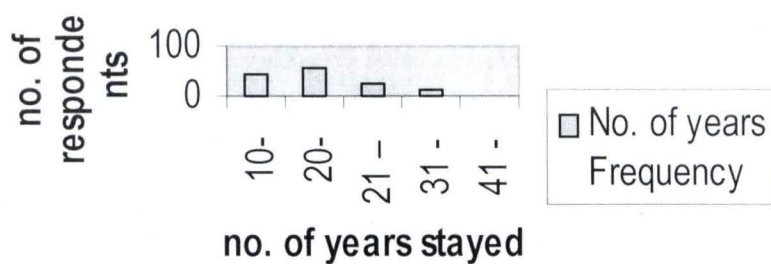 no. of
responde
nts
100
0
10-
20-
21 –
31 -
41 -
no. of years stayed
No. of years
Frequency